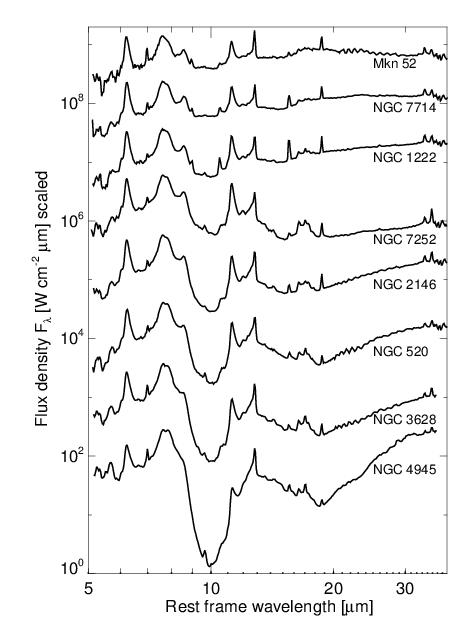 Mkn 52
10^8
NGC 7714
NGC 1222
10^6
NGC 7252
NGC 2146
10^4
NGC 520
NGC 3628
10^2
NGC 4945
10^0
Flux density F_λ [W cm^-2 μm] scaled
5 10 20 30
Rest frame wavelength [μm]